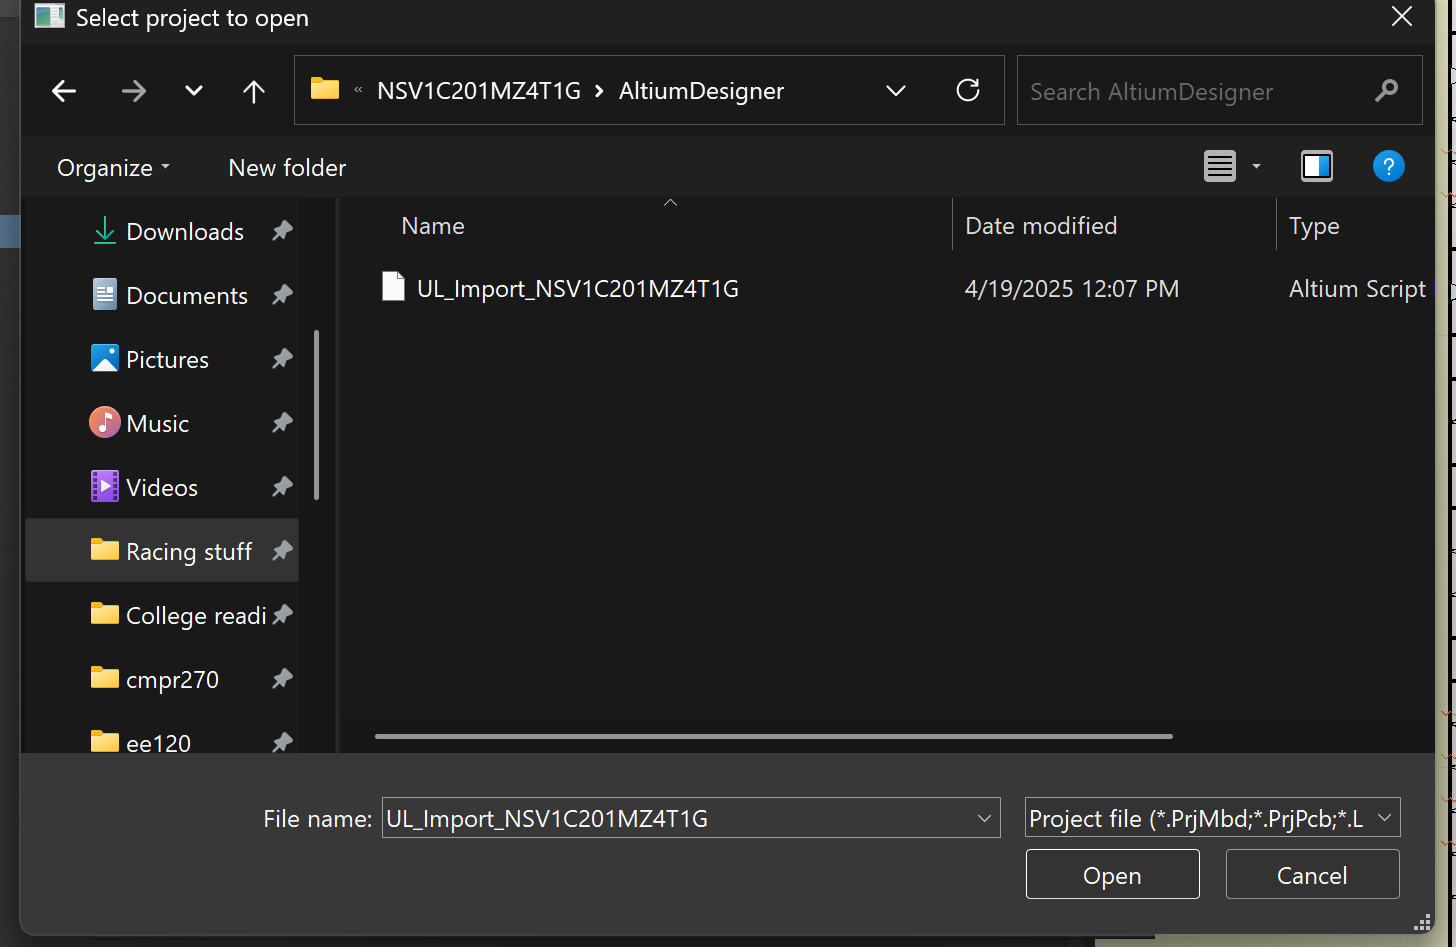 Select project to open
« NSV1C201MZ4T1G › AltiumDesigner
Search AltiumDesigner
Organize
New folder
?
Name
Date modified
Type
Downloads
Documents
Pictures
Music
Videos
Racing stuff
College readi
cmpr270
ee120
UL_Import_NSV1C201MZ4T1G
4/19/2025 12:07 PM
Altium Script
File name:
UL_Import_NSV1C201MZ4T1G
Project file (*.PrjMbd;*.PrjPcb;*.L
Open
Cancel